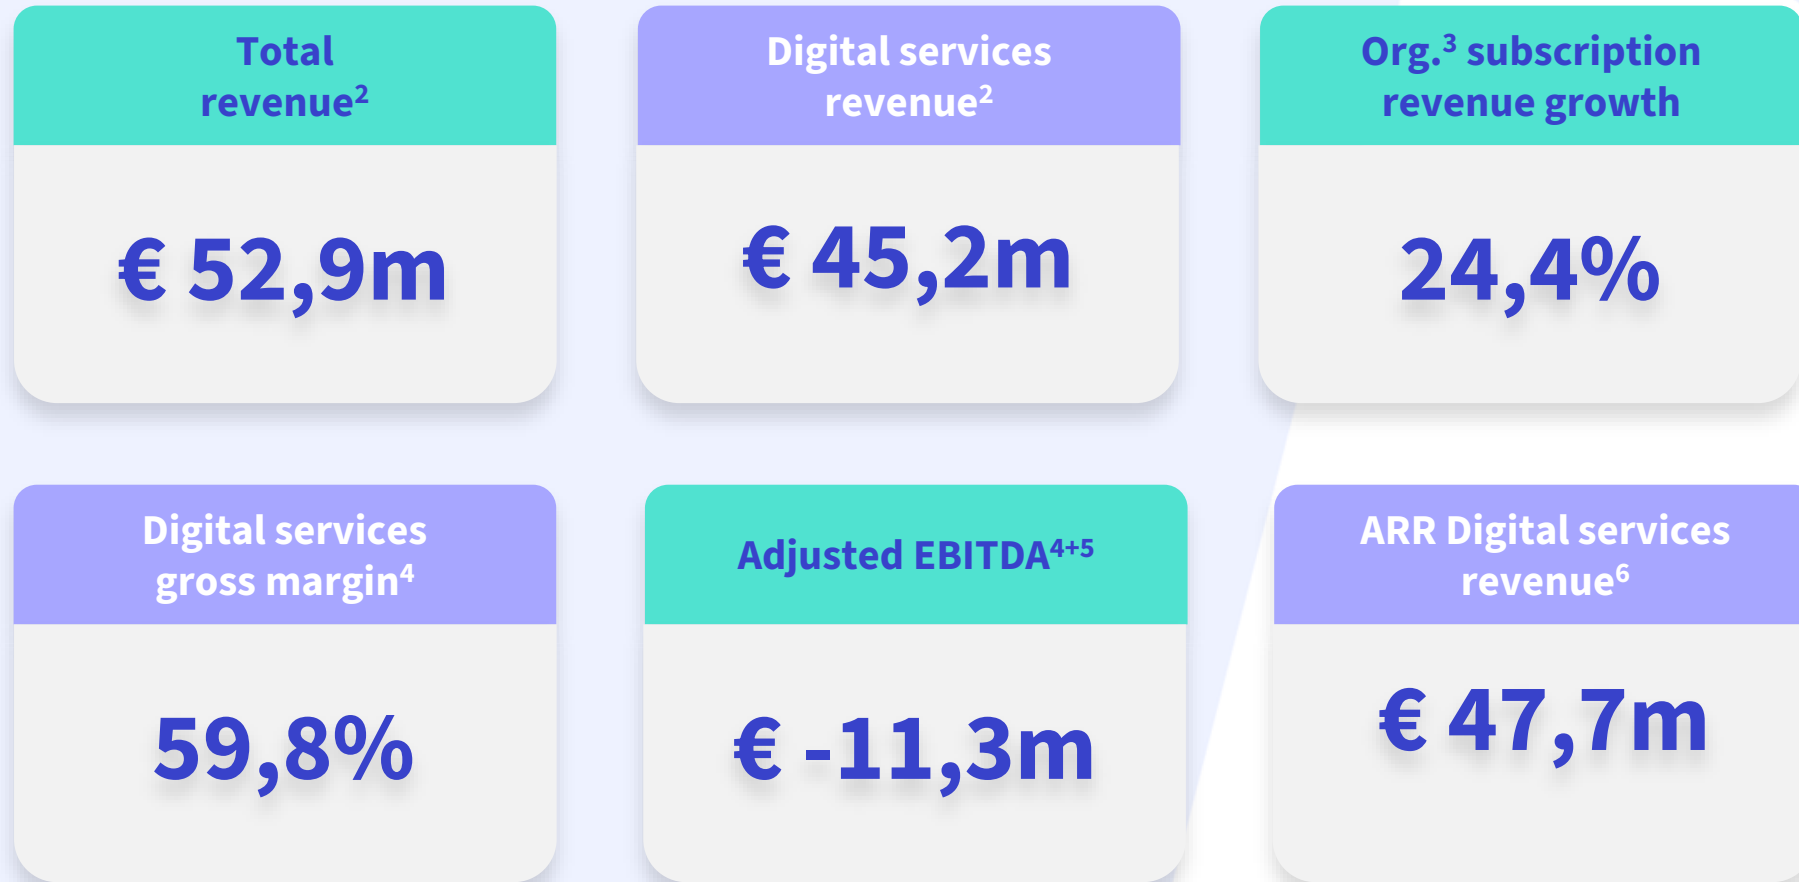 Total
revenue²
€ 52,9m
Digital services
revenue²
€ 45,2m
Org.³ subscription
revenue growth
24,4%
Digital services
gross margin⁴
59,8%
Adjusted EBITDA⁴⁺⁵
€ -11,3m
ARR Digital services
revenue⁶
€ 47,7m